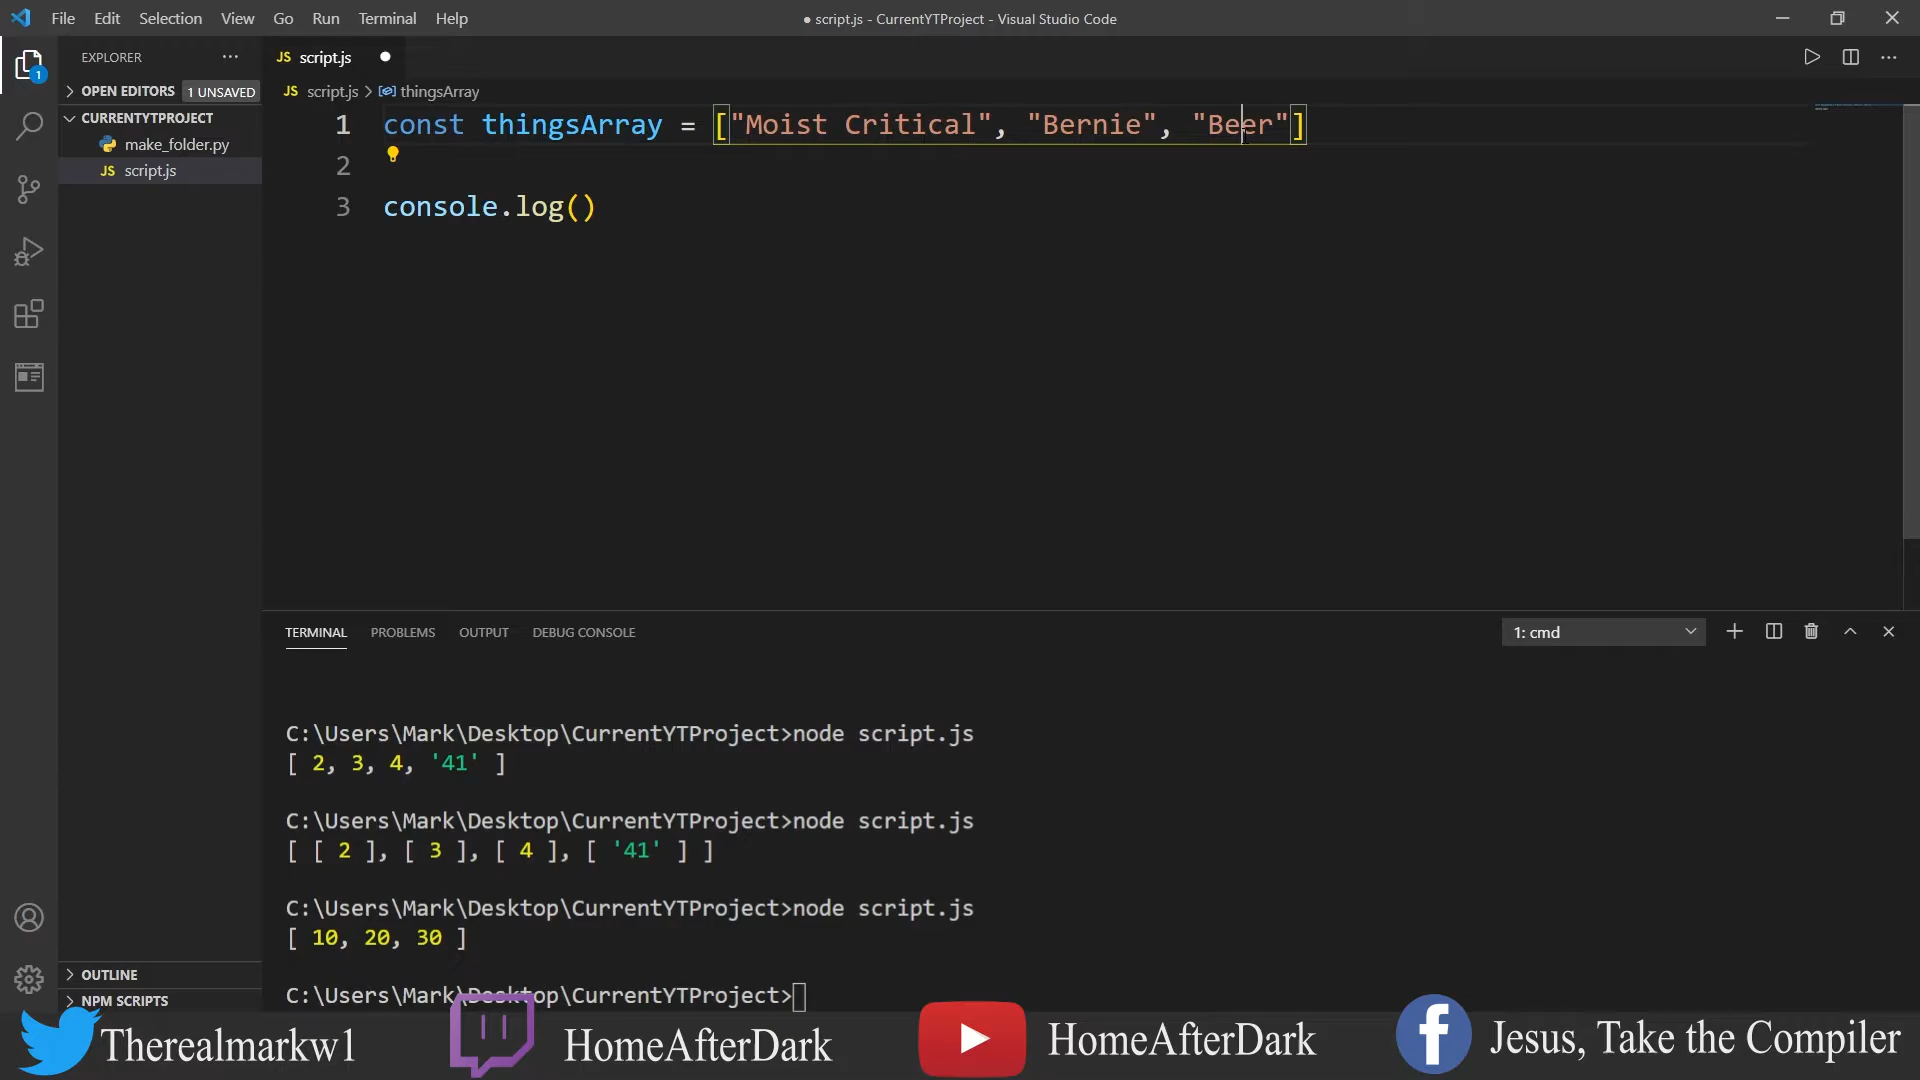 File Edit Selection View Go Run Terminal Help
● script.js - CurrentYTProject - Visual Studio Code
EXPLORER ···
JS script.js ●
OPEN EDITORS 1 UNSAVED
JS script.js > thingsArray
CURRENTYTPROJECT
make_folder.py
JS script.js
1
1 const thingsArray = ["Moist Critical", "Bernie", "Beer"]
2
3 console.log()
TERMINAL PROBLEMS OUTPUT DEBUG CONSOLE
1: cmd
C:\Users\Mark\Desktop\CurrentYTProject>node script.js
[ 2, 3, 4, '41' ]
C:\Users\Mark\Desktop\CurrentYTProject>node script.js
[ [ 2 ], [ 3 ], [ 4 ], [ '41' ] ]
C:\Users\Mark\Desktop\CurrentYTProject>node script.js
[ 10, 20, 30 ]
C:\Users\Mark\Desktop\CurrentYTProject>
OUTLINE
NPM SCRIPTS
Therealmarkw1
HomeAfterDark
HomeAfterDark
Jesus, Take the Compiler